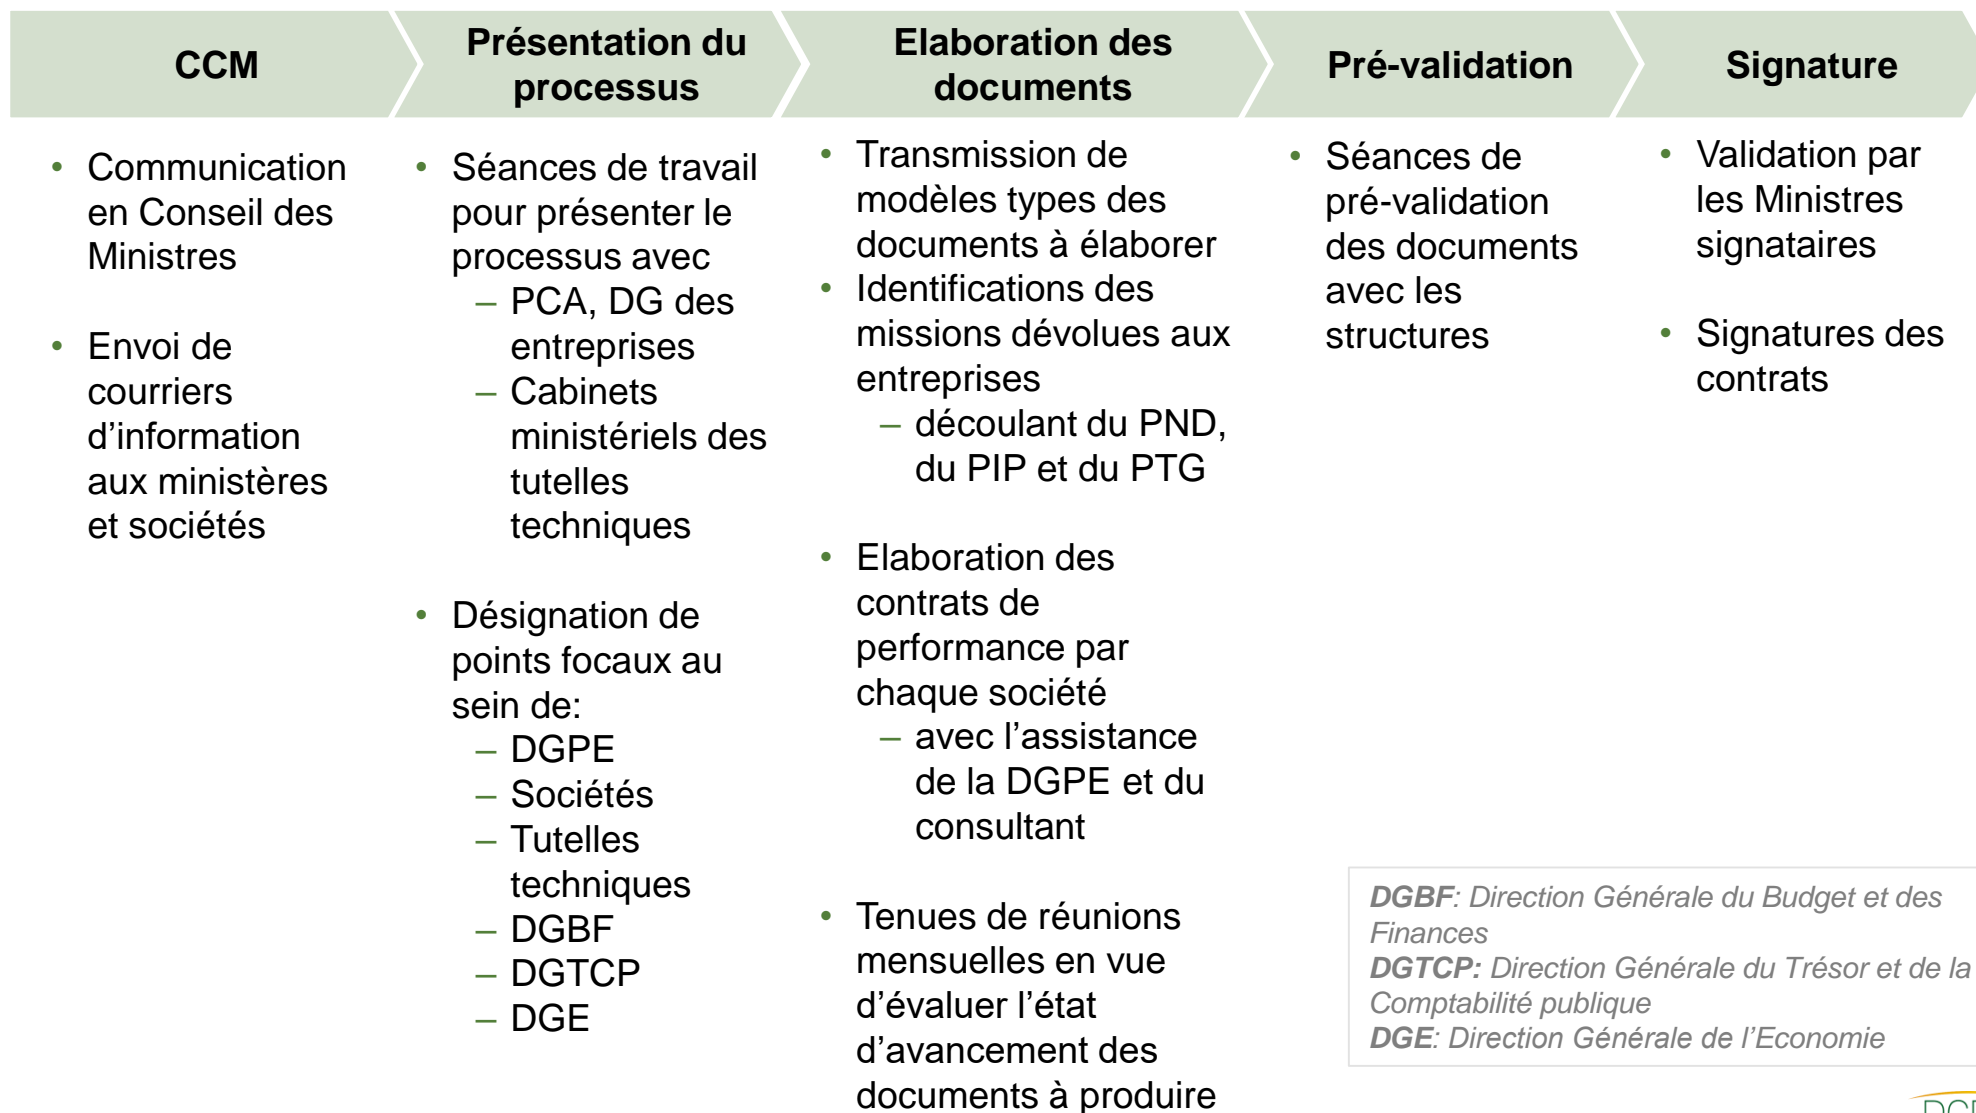 CCM
Présentation du
processus
Elaboration des
documents
Pré-validation
Signature
• Communication
en Conseil des
Ministres
• Envoi de
courriers
d’information
aux ministères
et sociétés
• Séances de travail
pour présenter le
processus avec
– PCA, DG des
entreprises
– Cabinets
ministériels des
tutelles
techniques
• Désignation de
points focaux au
sein de:
– DGPE
– Sociétés
– Tutelles
techniques
– DGBF
– DGTCP
– DGE
• Transmission de
modèles types des
documents à élaborer
• Identifications des
missions dévolues aux
entreprises
– découlant du PND,
du PIP et du PTG
• Elaboration des
contrats de
performance par
chaque société
– avec l’assistance
de la DGPE et du
consultant
• Tenues de réunions
mensuelles en vue
d’évaluer l’état
d’avancement des
documents à produire
• Séances de
pré-validation
des documents
avec les
structures
• Validation par
les Ministres
signataires
• Signatures des
contrats
DGBF: Direction Générale du Budget et des
Finances
DGTCP: Direction Générale du Trésor et de la
Comptabilité publique
DGE: Direction Générale de l’Economie